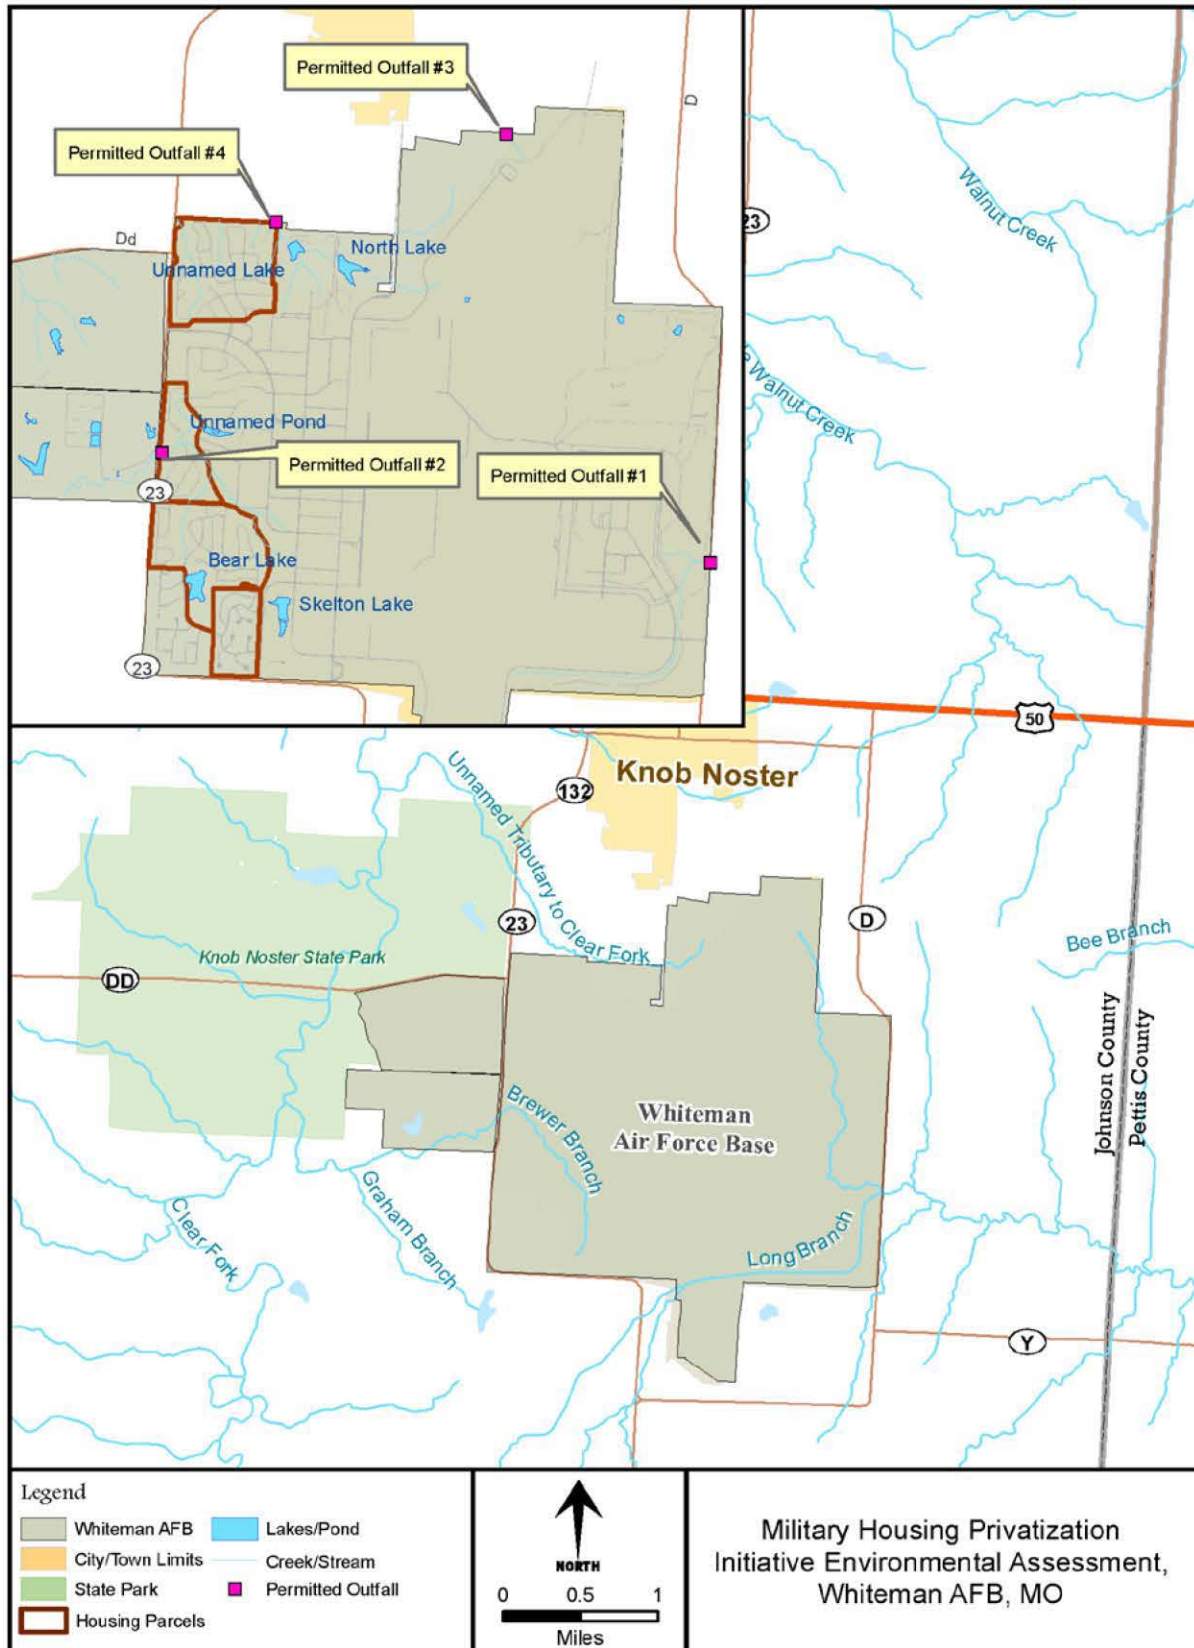 Permitted Outfall #3
D
Permitted Outfall #4
Dd
North Lake
Unnamed Lake
Unnamed Pond
Permitted Outfall #2
Permitted Outfall #1
23
Bear Lake
Skelton Lake
23
Walnut Creek
23
Walnut Creek
50
Knob Noster
132
Unnamed Tributary to Clear Fork
23
D
Bee Branch
Knob Noster State Park
DD
Johnson County
Pettis County
Brewer Branch
Whiteman
Air Force Base
Graham Branch
Clear Fork
Long Branch
Y
Legend
Whiteman AFB
Lakes/Pond
City/Town Limits
Creek/Stream
State Park
Permitted Outfall
Housing Parcels
NORTH
0 0.5 1
Miles
Military Housing Privatization
Initiative Environmental Assessment,
Whiteman AFB, MO